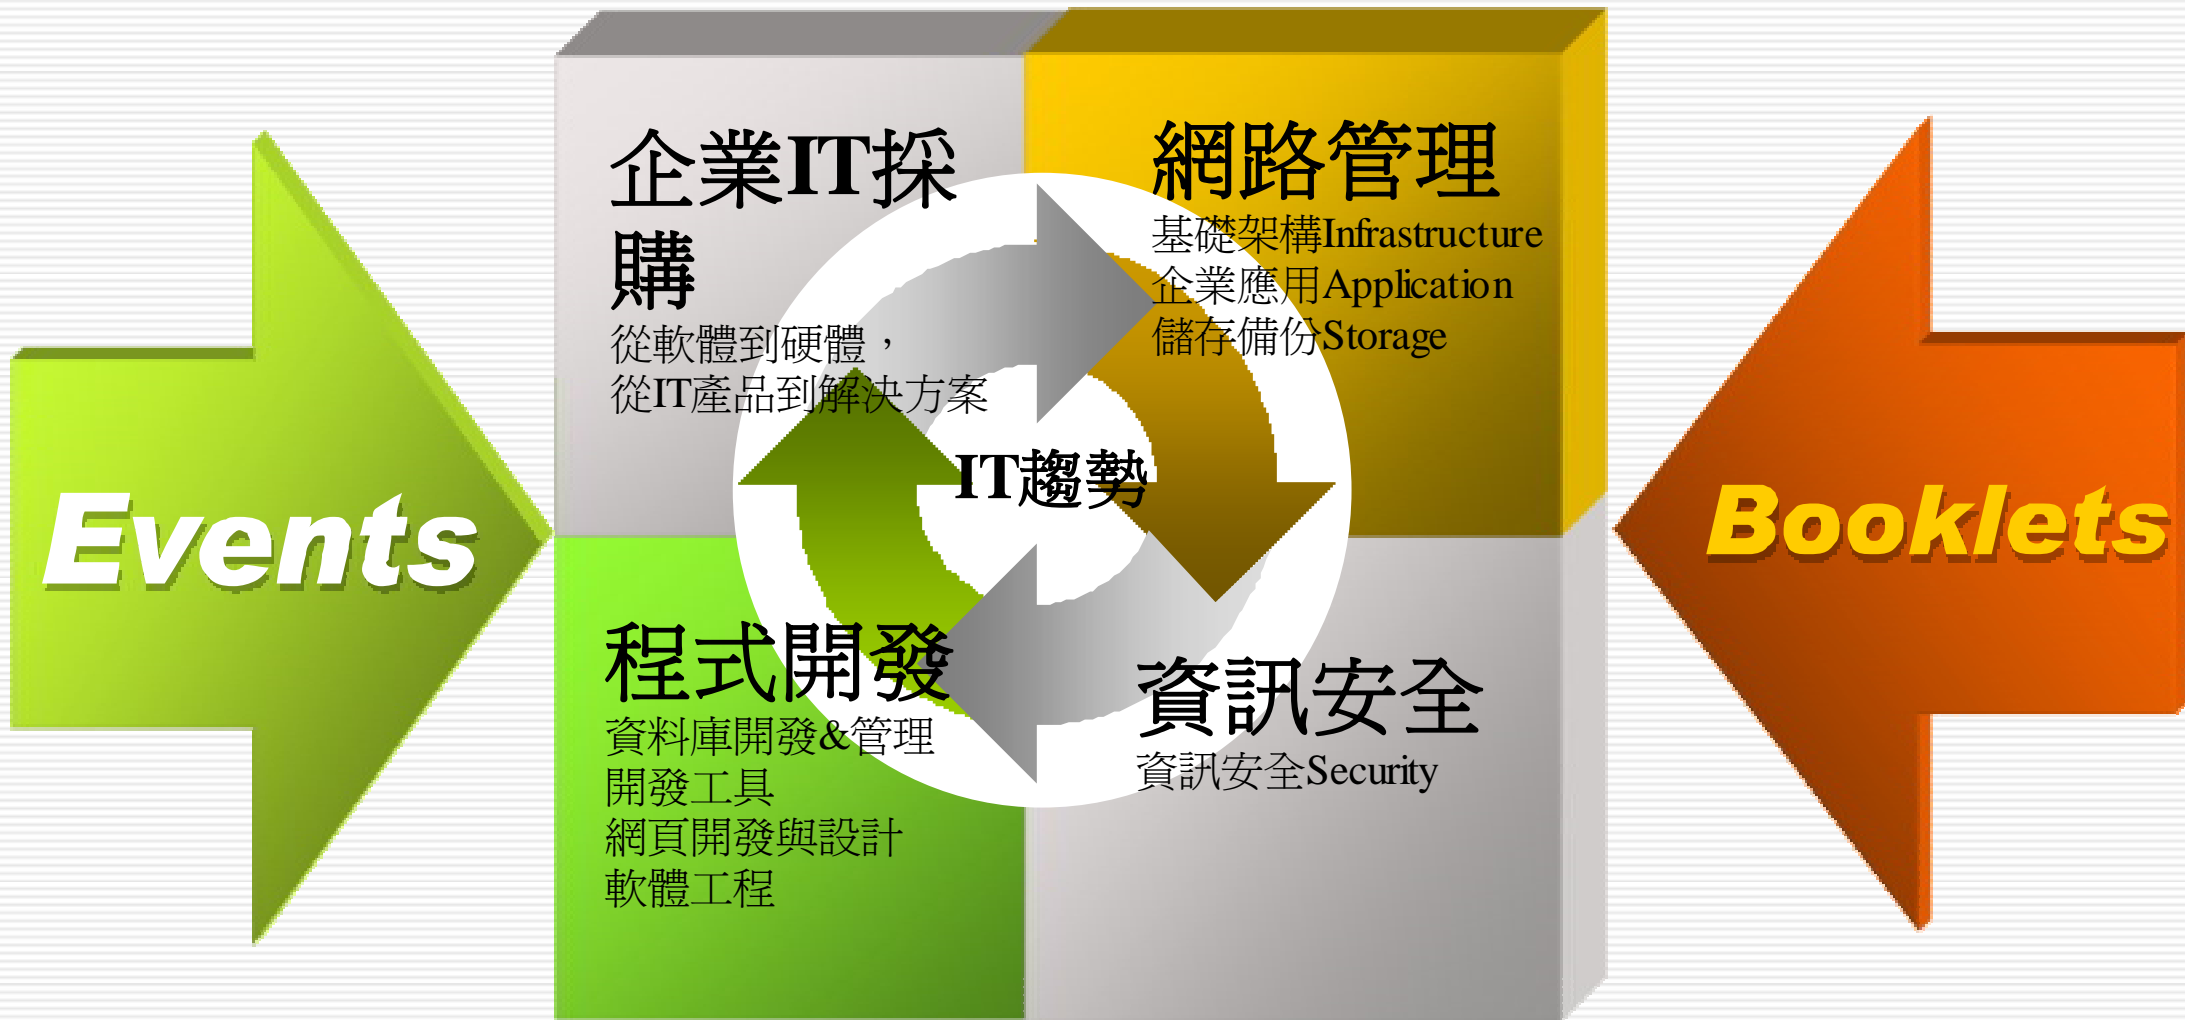 Events
企業IT採
購
從軟體到硬體，
從IT產品到解決方案
網路管理
基礎架構Infrastructure
企業應用Application
儲存備份Storage
IT趨勢
程式開發
資料庫開發&管理
開發工具
網頁開發與設計
軟體工程
資訊安全
資訊安全Security
Booklets